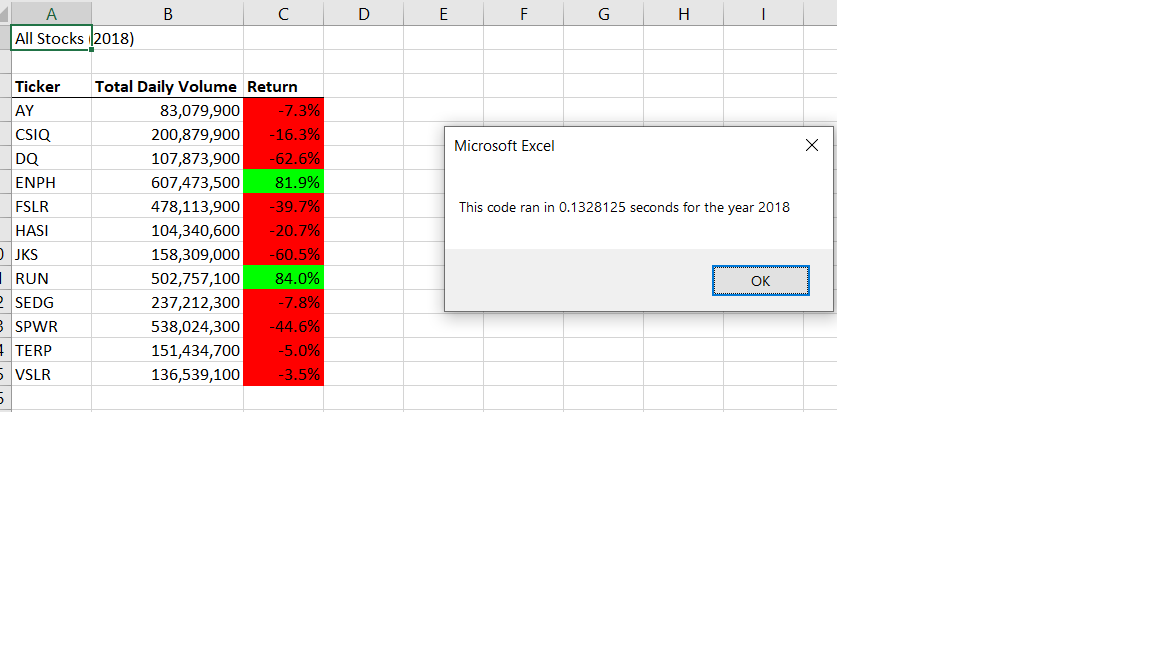 A B C D E F G H I
All Stocks (2018)
Ticker Total Daily Volume Return
AY 83,079,900 -7.3%
CSIQ 200,879,900 -16.3%
DQ 107,873,900 -62.6%
ENPH 607,473,500 81.9%
FSLR 478,113,900 -39.7%
HASI 104,340,600 -20.7%
JKS 158,309,000 -60.5%
RUN 502,757,100 84.0%
SEDG 237,212,300 -7.8%
SPWR 538,024,300 -44.6%
TERP 151,434,700 -5.0%
VSLR 136,539,100 -3.5%
Microsoft Excel
This code ran in 0.1328125 seconds for the year 2018
OK